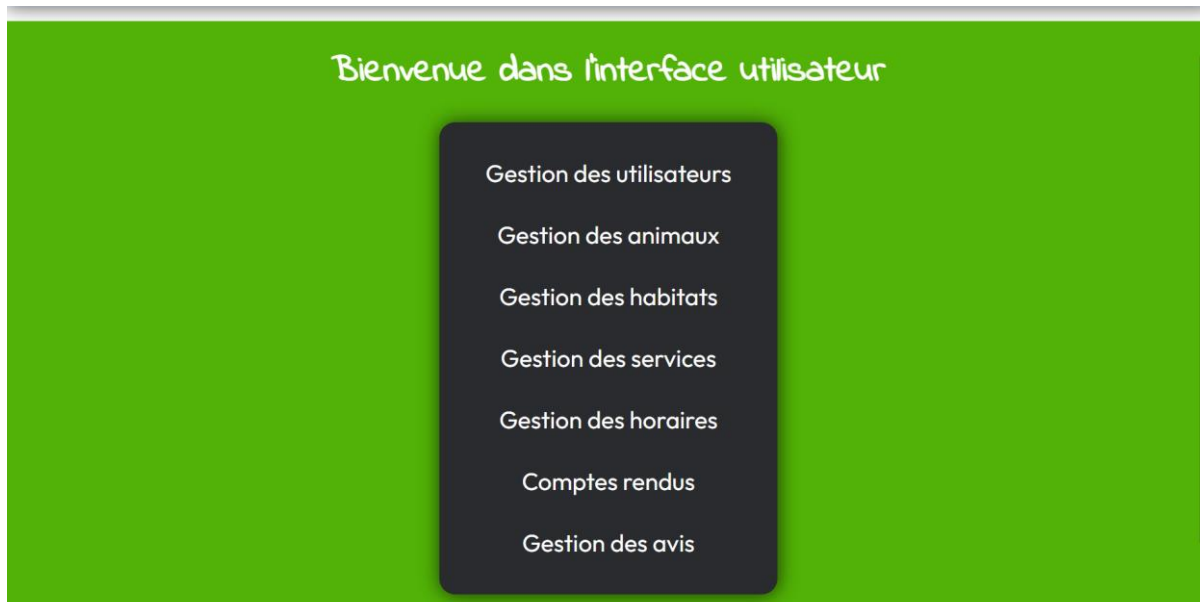 Bienvenue dans l'interface utilisateur
Gestion des utilisateurs
Gestion des animaux
Gestion des habitats
Gestion des services
Gestion des horaires
Comptes rendus
Gestion des avis